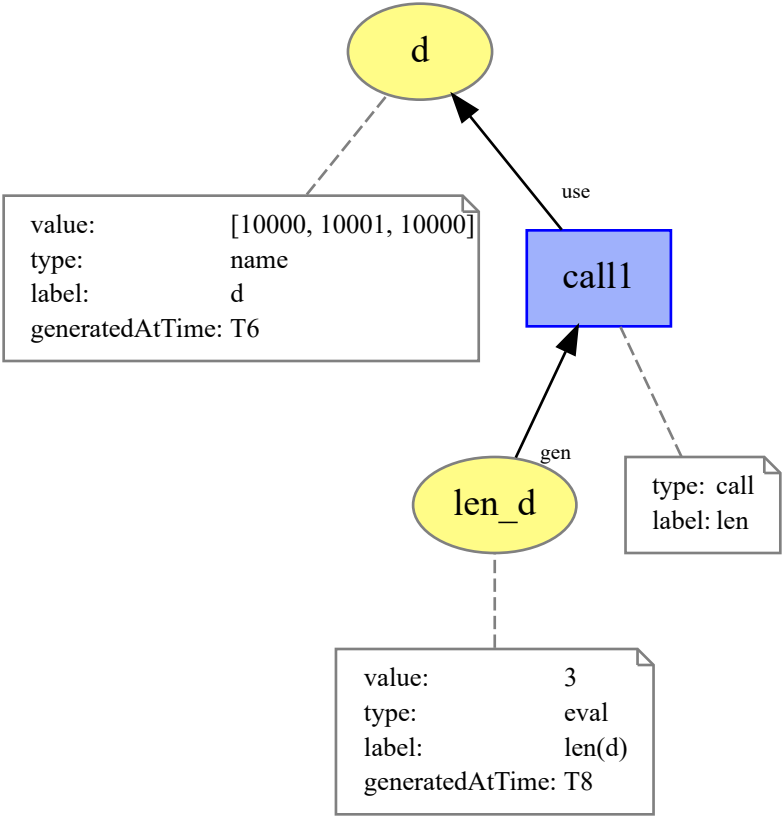 d
use
value: [10000, 10001, 10000]
type: name
label: d
generatedAtTime: T6
call1
gen
len_d
type: call
label: len
value: 3
type: eval
label: len(d)
generatedAtTime: T8